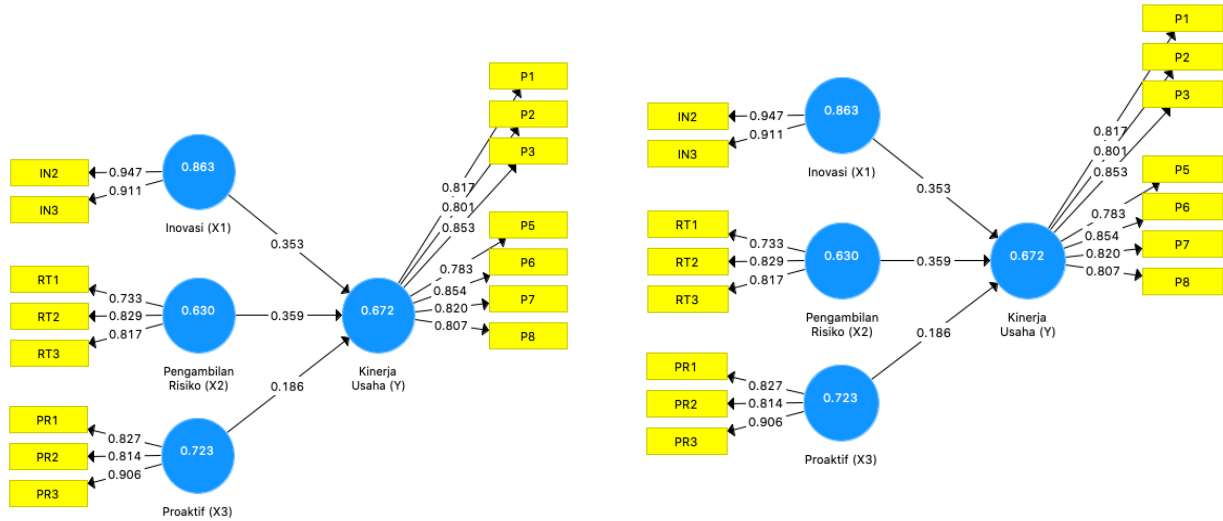 P1
P2
P3
0.817
0.801
0.853
IN2
IN3
0.947
0.911
0.863
Inovasi (X1)
0.353
RT1
RT2
RT3
0.733
0.829
0.817
0.630
Pengambilan
Risiko (X2)
0.359
0.672
Kinerja
Usaha (Y)
0.783
0.854
0.820
0.807
P5
P6
P7
P8
PR1
PR2
PR3
0.827
0.814
0.906
0.723
Proaktif (X3)
0.186
P1
P2
P3
0.817
0.801
0.853
IN2
IN3
0.947
0.911
0.863
Inovasi (X1)
0.353
RT1
RT2
RT3
0.733
0.829
0.817
0.630
Pengambilan
Risiko (X2)
0.359
0.672
Kinerja
Usaha (Y)
0.783
0.854
0.820
0.807
P5
P6
P7
P8
PR1
PR2
PR3
0.827
0.814
0.906
0.723
Proaktif (X3)
0.186